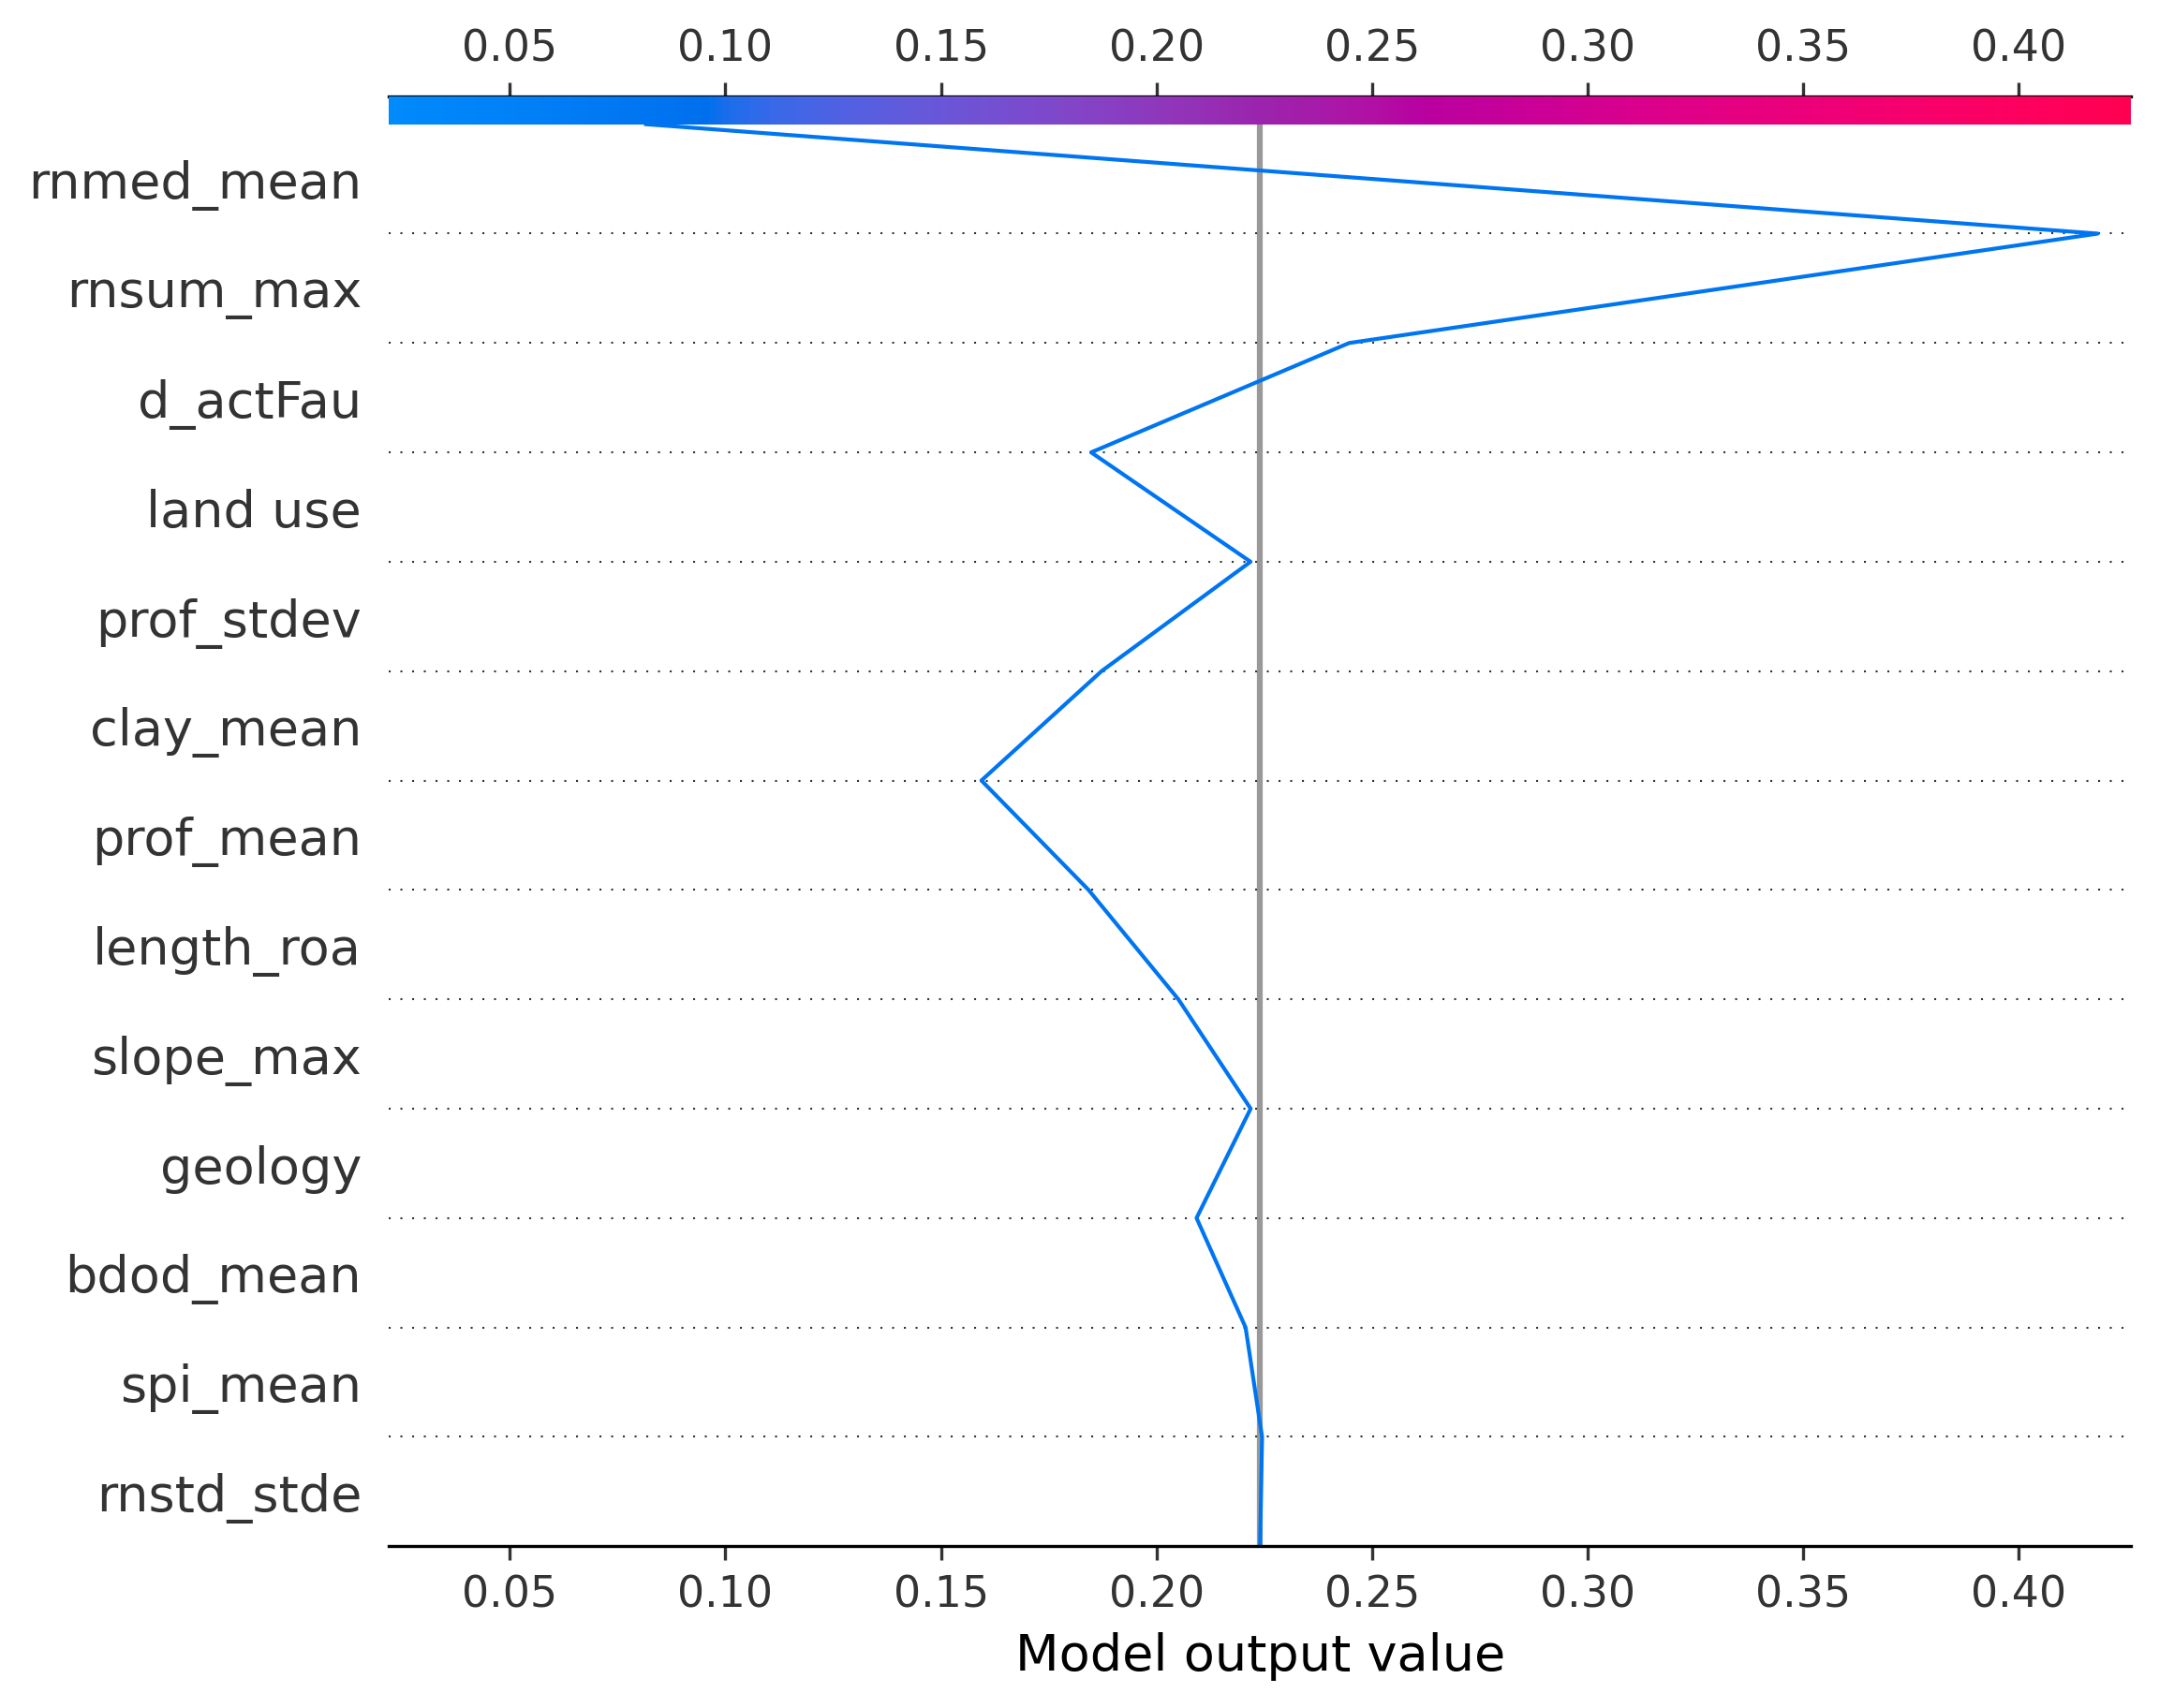 0.05 0.10 0.15 0.20 0.25 0.30 0.35 0.40
rnmed_mean
rnsum_max
d_actFau
land use
prof_stdev
clay_mean
prof_mean
length_roa
slope_max
geology
bdod_mean
spi_mean
rnstd_stde
0.05 0.10 0.15 0.20 0.25 0.30 0.35 0.40
Model output value